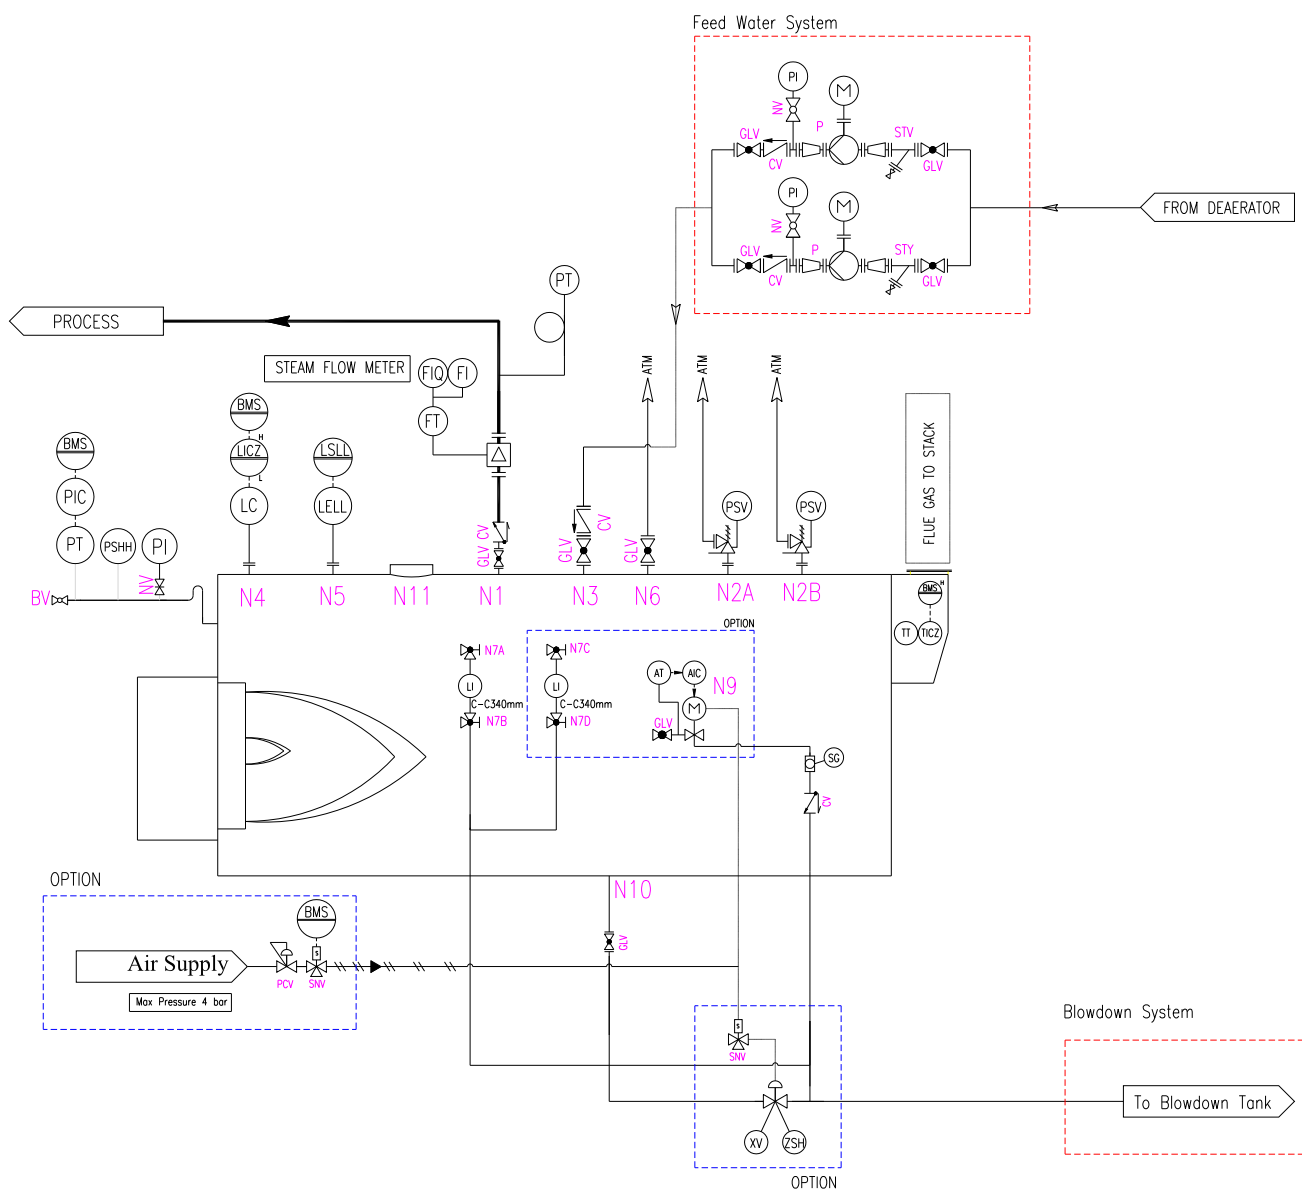 Feed Water System
PI
M
NV
P
GLV
STV
CV
GLV
PI
M
FROM DEAERATOR
NV
GLV
P
STY
CV
GLV
PT
PROCESS
STEAM FLOW METER
FIQ
FI
ATM
ATM
ATM
BMS
FT
BMS
H
LICZ
L
LSLL
FLUE GAS TO STACK
PIC
LC
LELL
PSV
PSV
CV
CV
PT
PSHH
PI
GLV
GLV
GLV
NV
BV
N4
N5
N11
N1
N3
N6
N2A
N2B
BMS
H
TT
TICZ
OPTION
N7A
N7C
AT
AIC
N9
LI
LI
C-C340mm
C-C340mm
M
N7B
N7D
GLV
SG
CV
OPTION
N10
BMS
GLV
S
Air Supply
PCV
SNV
Max Pressure 4 bar
Blowdown System
S
SNV
To Blowdown Tank
XV
ZSH
OPTION